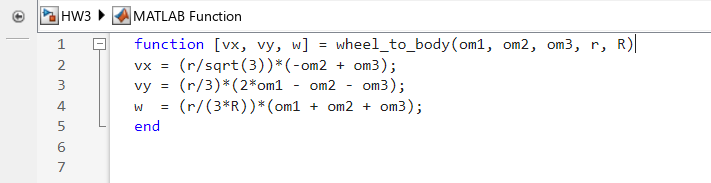 HW3 MATLAB Function
1 function [vx, vy, w] = wheel_to_body(om1, om2, om3, r, R)
2 vx = (r/sqrt(3))*(-om2 + om3);
3 vy = (r/3)*(2*om1 - om2 - om3);
4 w  = (r/(3*R))*(om1 + om2 + om3);
5 end
6
7